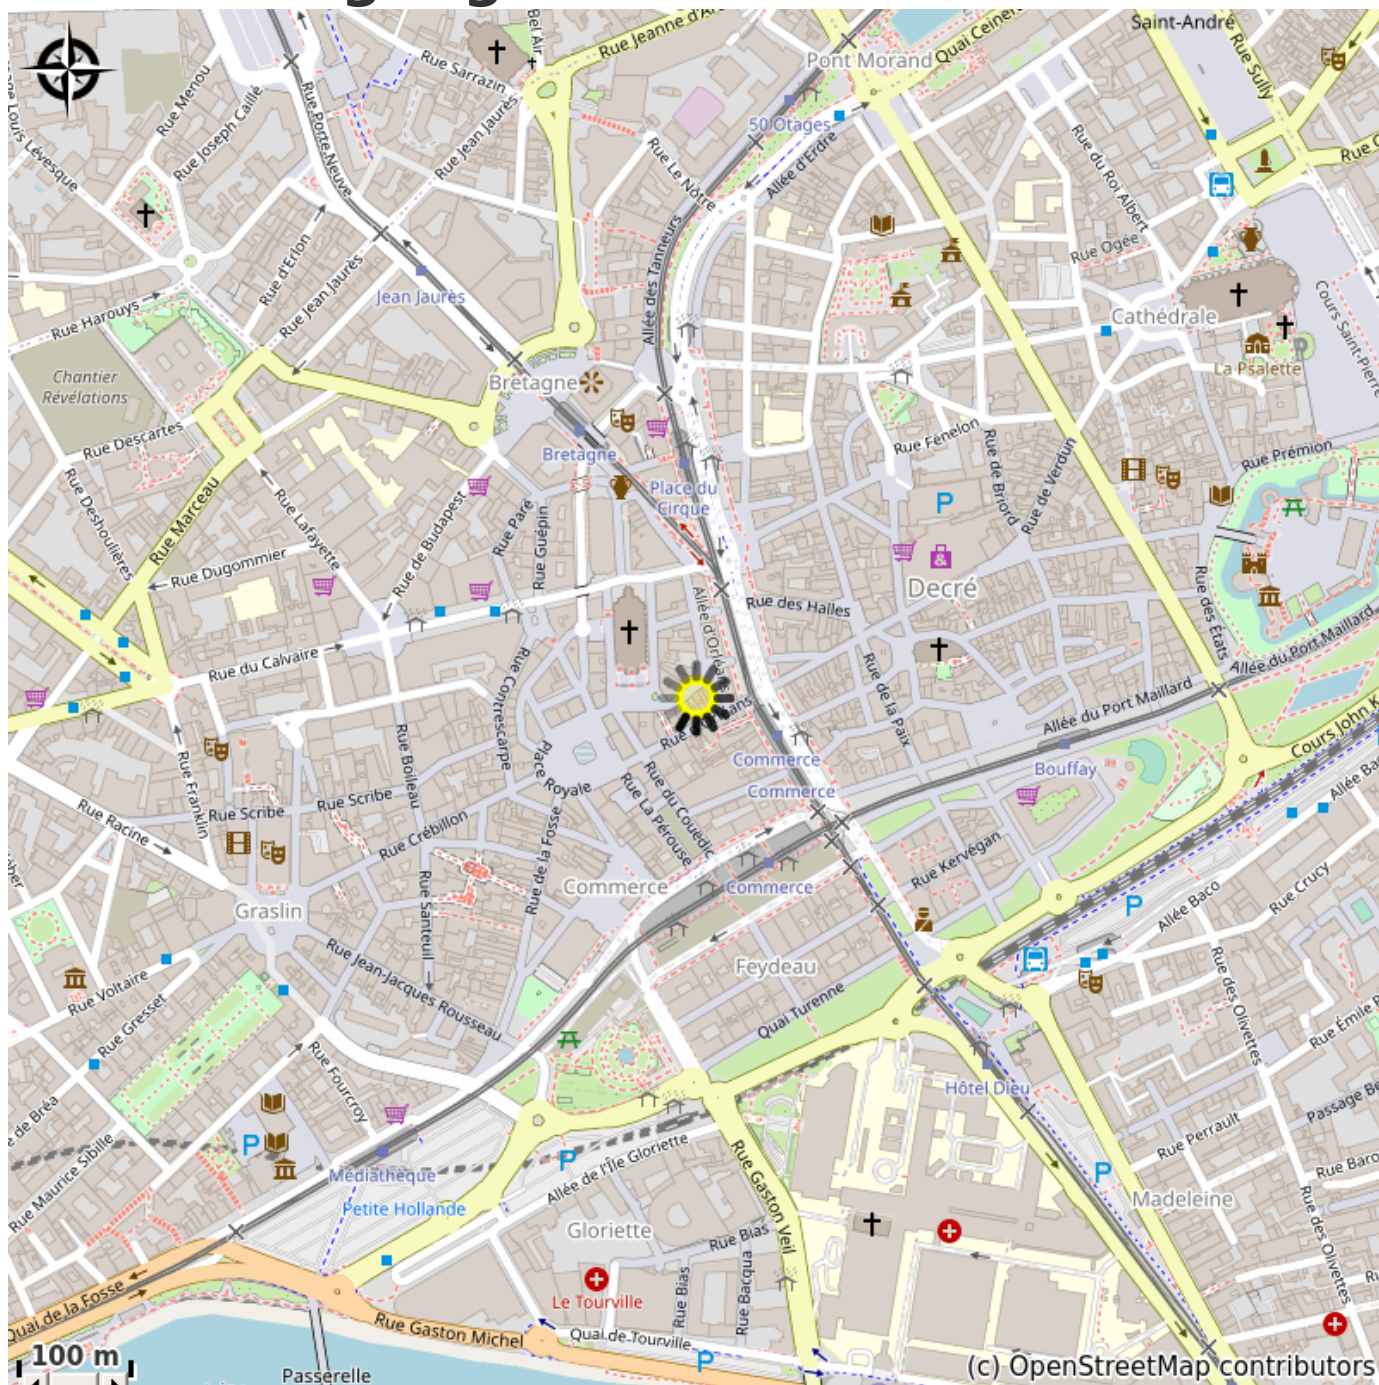 Saint-André
Bel Air
Rue Jeanne d'Arc
Rue Sully
Pont Morand
Quai Ceineray
Rue Sarrazin
Rue Menou
Rue Joseph Caillé
Rue Porte Neuve
Rue Jean Jaurès
50 Otages
Allée d'Erdre
Rue Le Nôtre
Rue du Roi Albert
Rue Ogée
Rue d'Erlon
Rue Jean Jaurès
Allée des Tanneurs
Jean Jaurès
Rue Harouys
Cathédrale
Cours Saint-Pierre
La Psalette
Chantier
Révélations
Bretagne
Rue Descartes
Bretagne
Rue Fénelon
Rue de Briord
Rue de Verdun
Rue Prémion
Place du
Cirque
Rue Deshoulières
Rue Marceau
Rue Lafayette
Rue de Budapest
Rue Paré
Rue Guépin
Rue Dugommier
Decré
Rue des Halles
Rue des États
Allée d'Orléans
Allée du Port Maillard
Rue du Calvaire
Rue Contrescarpe
Rue de la Paix
Allée du Port Maillard
Cours John K
Rue Franklin
Rue Boileau
Place Royale
Commerce
Commerce
Bouffay
Rue Scribe
Rue Scribe
Rue du Couëdic
Rue La Pérouse
Rue Racine
Rue Crébillon
Rue de la Fosse
Rue Kervégan
Rue Crucy
Commerce
Commerce
Allée Baco
Graslin
Rue Santeuil
Rue Jean-Jacques Rousseau
Feydeau
Rue Voltaire
Rue Gresset
Quai Turenne
Rue des Olivettes
Rue Fourcroy
Hôtel Dieu
Passage Be
Rue Maurice Sibille
Médiathèque
Petite Hollande
Allée de l'Île Gloriette
Rue Gaston Veil
Rue Perrault
Rue Baro
Madeleine
Gloriette
Rue Bias
Rue Bias
Rue Bacqua
Rue des Olivettes
Le Tourville
Quai de la Fosse
Rue Gaston Michel
Quai de Tourville
100 m
Passerelle
(c) OpenStreetMap contributors